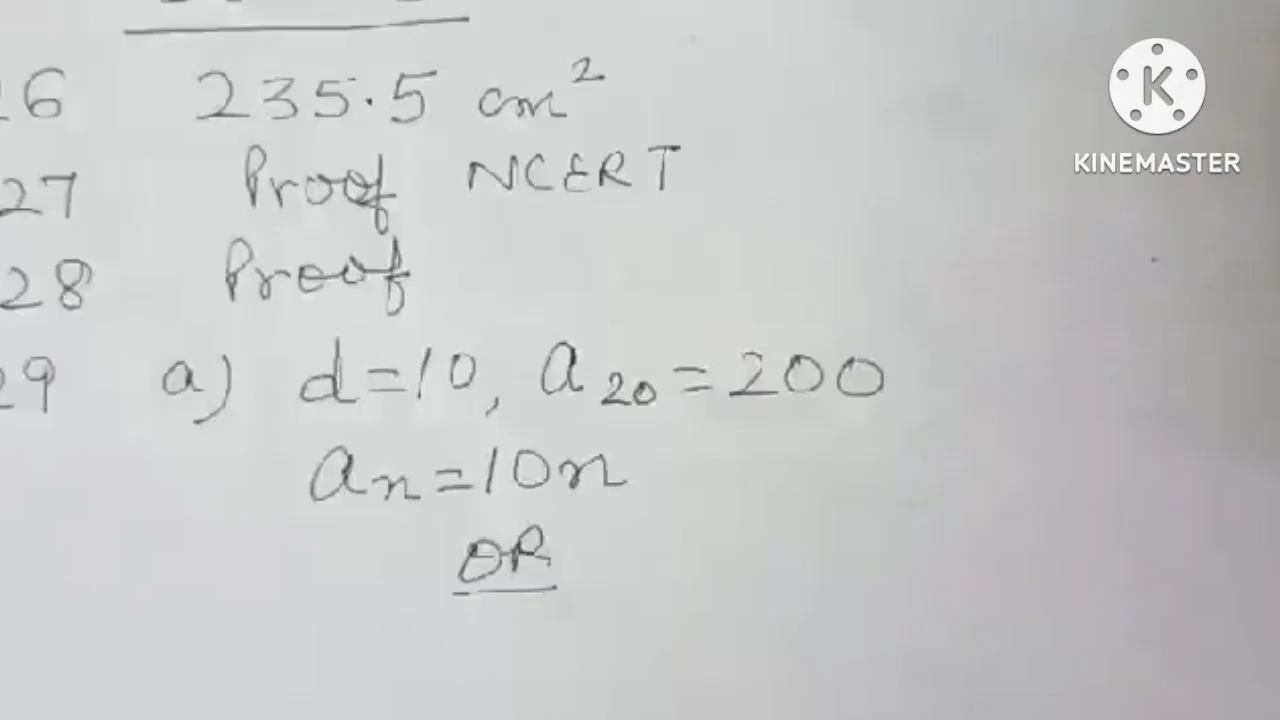 26 235.5 cm²
27 Proof NCERT
28 Proof
29 a) d=10, a₂₀=200
aₙ=10n
OR
K
KINEMASTER